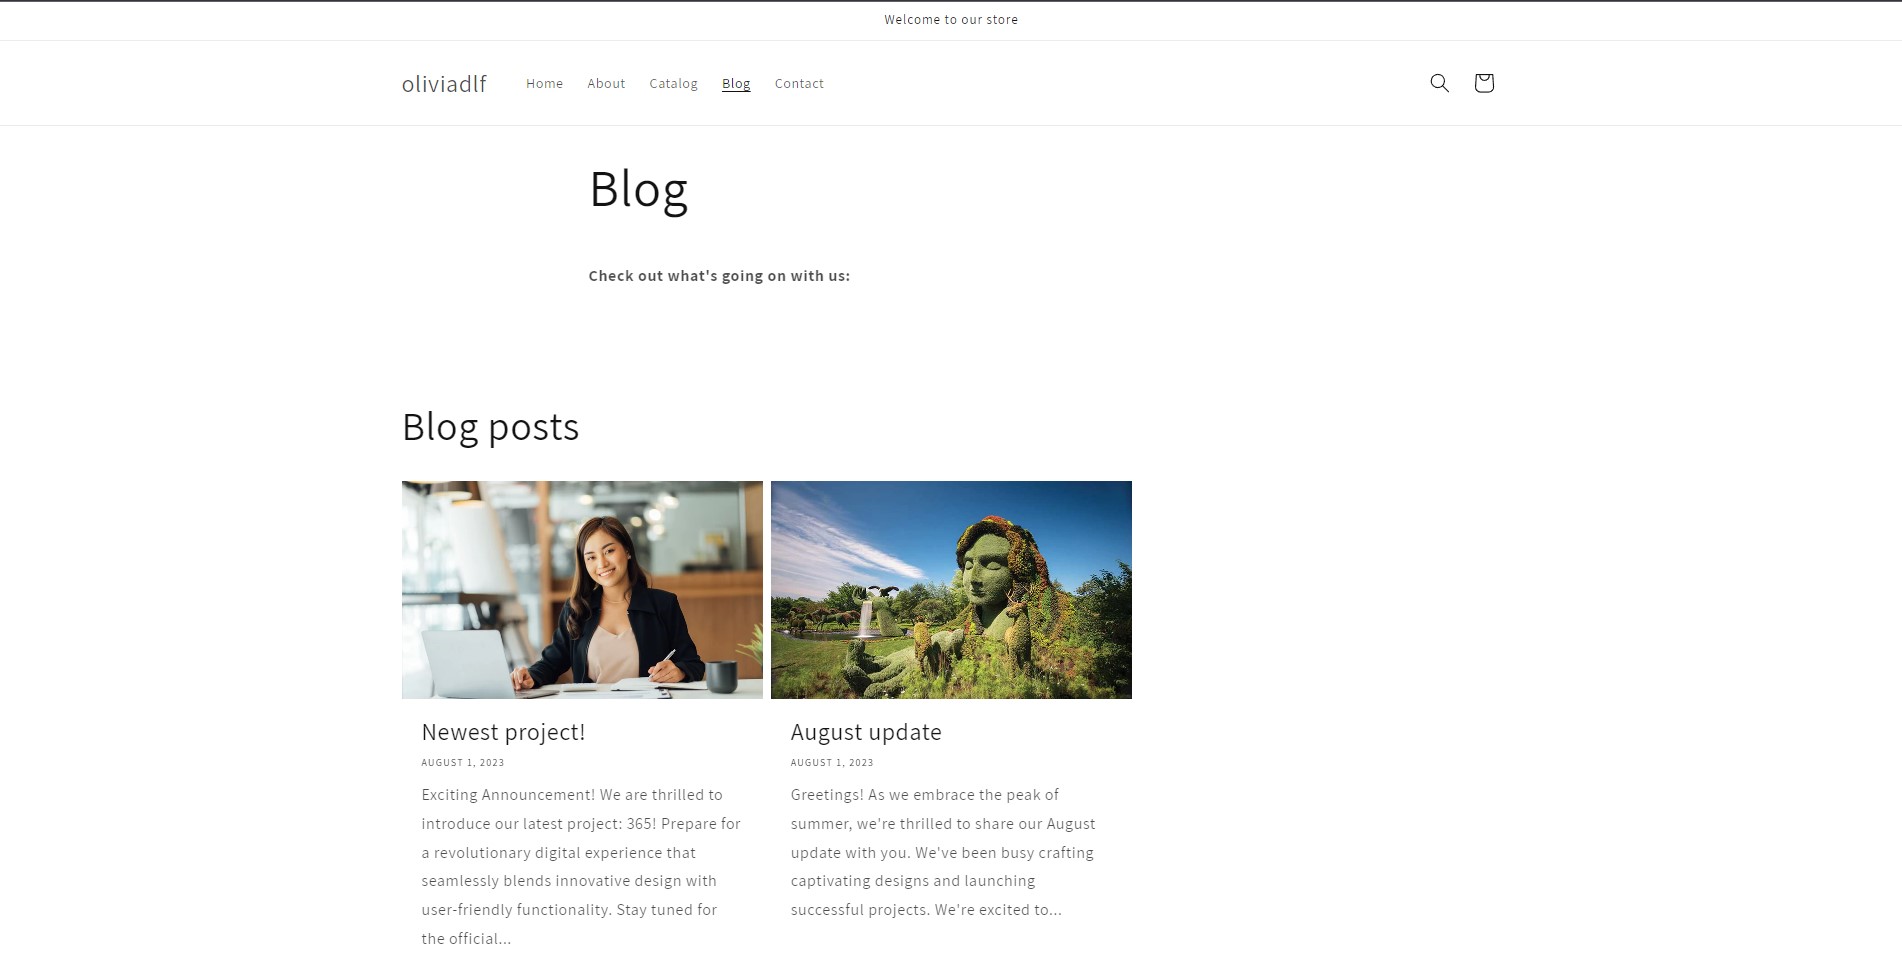 Welcome to our store
oliviadlf
Home About Catalog Blog Contact
Blog
Check out what's going on with us:
Blog posts
Newest project!
AUGUST 1, 2023
Exciting Announcement! We are thrilled to
introduce our latest project: 365! Prepare for
a revolutionary digital experience that
seamlessly blends innovative design with
user-friendly functionality. Stay tuned for
the official...
August update
AUGUST 1, 2023
Greetings! As we embrace the peak of
summer, we're thrilled to share our August
update with you. We've been busy crafting
captivating designs and launching
successful projects. We're excited to...